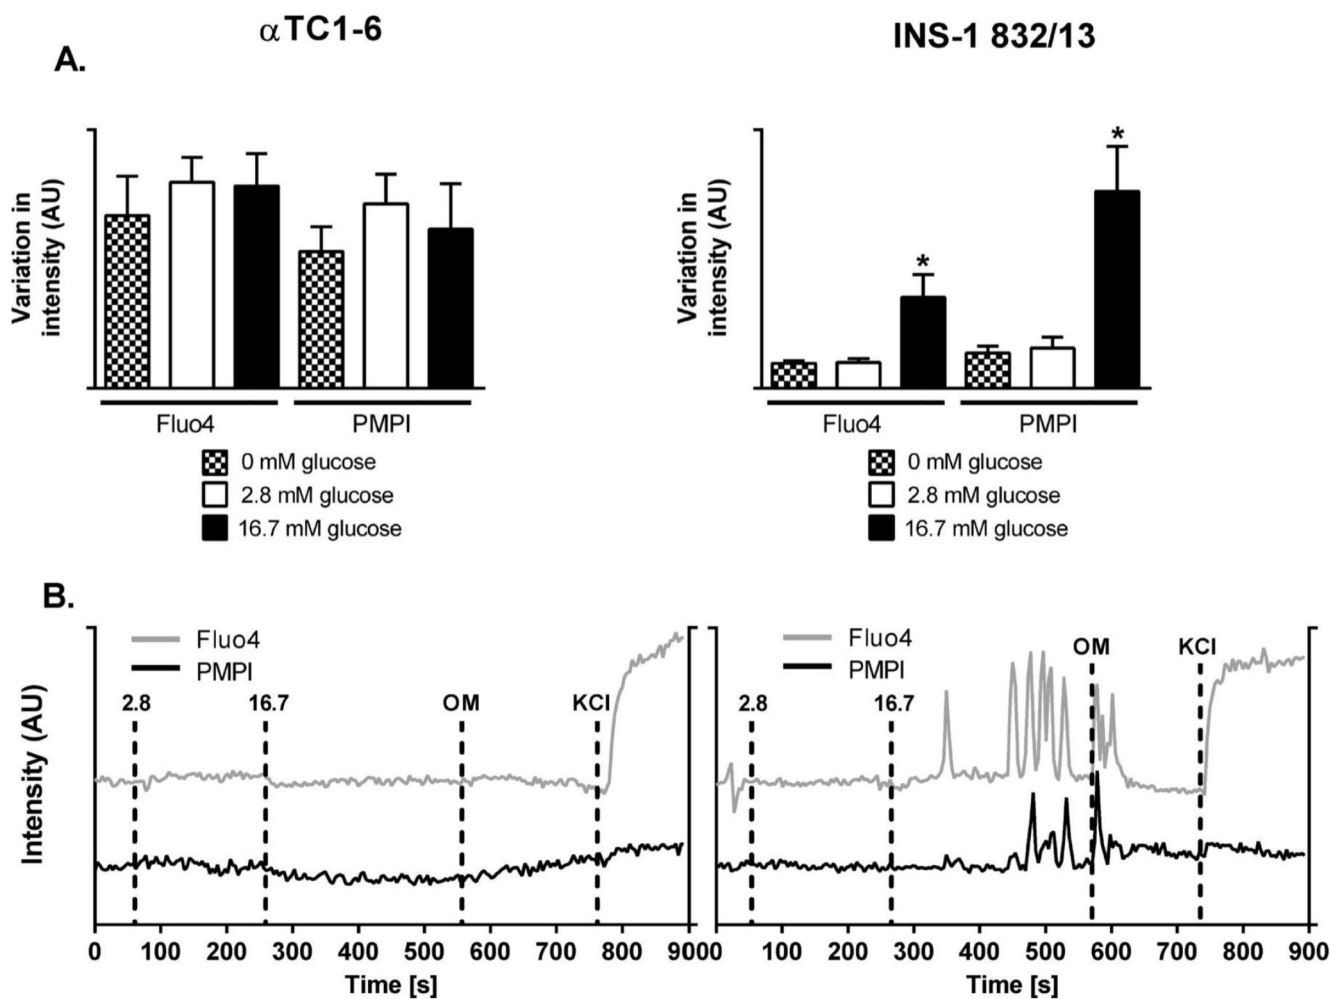 αTC1-6
INS-1 832/13
A.
Variation in
intensity (AU)
Fluo4
PMPI
0 mM glucose
2.8 mM glucose
16.7 mM glucose
Variation in
intensity (AU)
*
*
Fluo4
PMPI
0 mM glucose
2.8 mM glucose
16.7 mM glucose
B.
Intensity (AU)
Fluo4
PMPI
2.8
16.7
OM
KCl
0 100 200 300 400 500 600 700 800 900
Time [s]
Fluo4
PMPI
2.8
16.7
OM
KCl
0 100 200 300 400 500 600 700 800 900
Time [s]